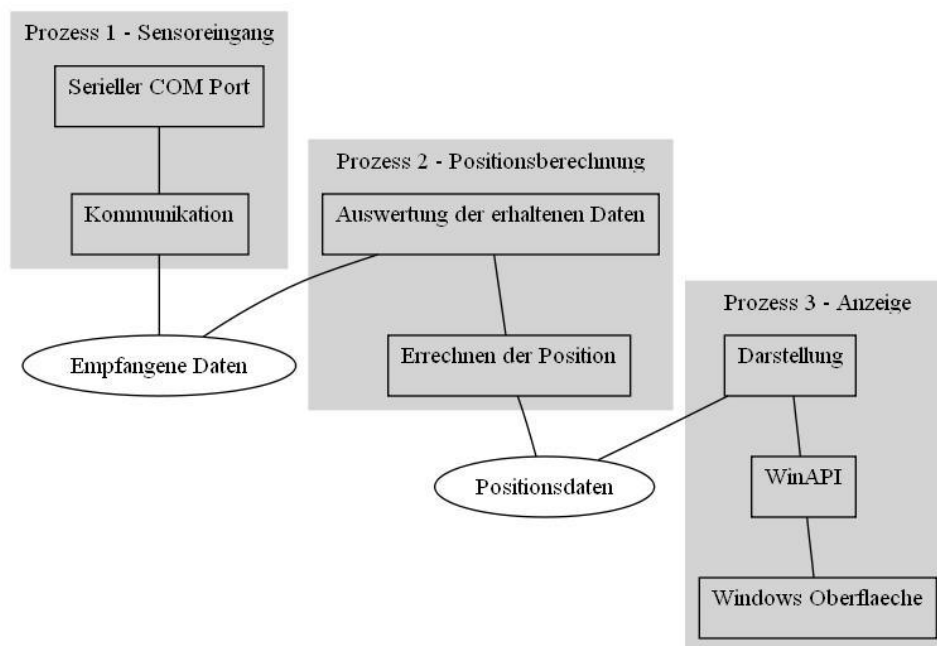 Prozess 1 - Sensoreingang
Serieller COM Port
Kommunikation
Empfangene Daten
Prozess 2 - Positionsberechnung
Auswertung der erhaltenen Daten
Errechnen der Position
Positionsdaten
Prozess 3 - Anzeige
Darstellung
WinAPI
Windows Oberflaeche